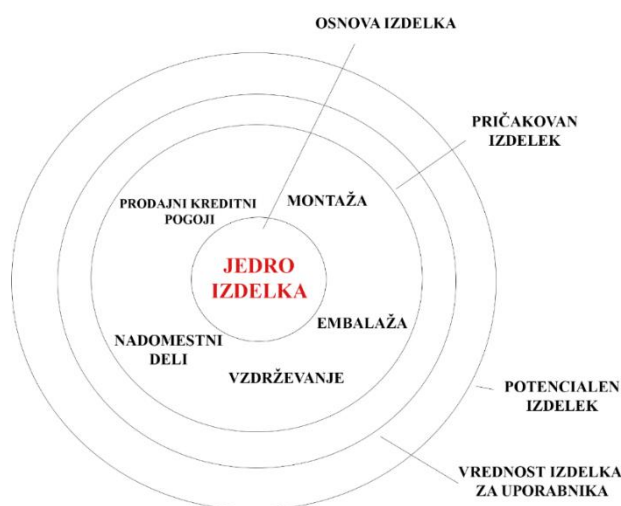 OSNOVA IZDELKA
PRIČAKOVAN
IZDELEK
PRODAJNI KREDITNI
POGOJI
MONTAŽA
JEDRO
IZDELKA
EMBALAŽA
NADOMESTNI
DELI
VZDRŽEVANJE
POTENCIALEN
IZDELEK
VREDNOST IZDELKA
ZA UPORABNIKA